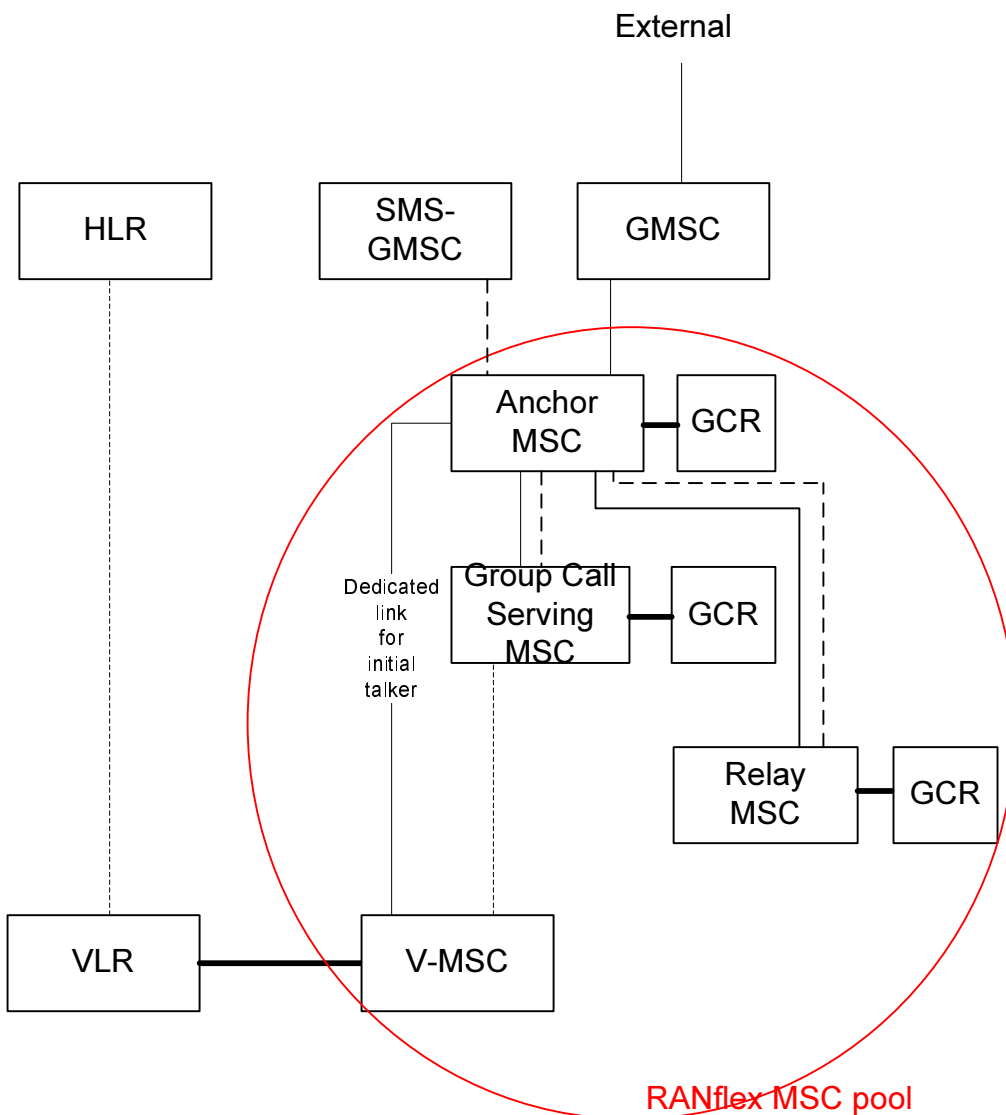 External
HLR
SMS-
GMSC
GMSC
Anchor
MSC
GCR
Dedicated
link
for
initial
talker
Group Call
Serving
MSC
GCR
Relay
MSC
GCR
VLR
V-MSC
RANflex MSC pool